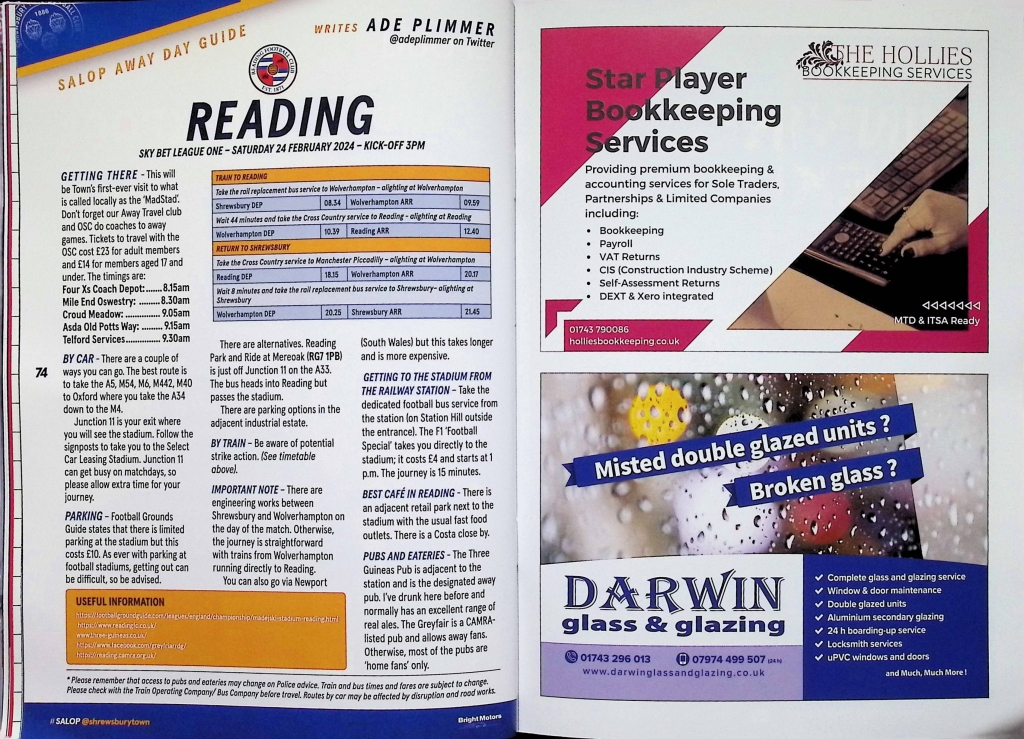 SALOP AWAY DAY GUIDE
WRITES ADE PLIMMER
@adeplimmer on Twitter
READING FOOTBALL CLUB
EST. 1871
READING
SKY BET LEAGUE ONE – SATURDAY 24 FEBRUARY 2024 – KICK-OFF 3PM
GETTING THERE - This will
be Town's first-ever visit to what
is called locally as the 'MadStad'.
Don't forget our Away Travel club
and OSC do coaches to away
games. Tickets to travel with the
OSC cost £23 for adult members
and £14 for members aged 17 and
under. The timings are:
Four Xs Coach Depot:.......8.15am
Mile End Oswestry: .........8.30am
Croud Meadow: ...............9.05am
Asda Old Potts Way: ........9.15am
Telford Services................9.30am
BY CAR - There are a couple of
ways you can go. The best route is
to take the A5, M54, M6, M442, M40
to Oxford where you take the A34
down to the M4.
Junction 11 is your exit where
you will see the stadium. Follow the
signposts to take you to the Select
Car Leasing Stadium. Junction 11
can get busy on matchdays, so
please allow extra time for your
journey.
PARKING – Football Grounds
Guide states that there is limited
parking at the stadium but this
costs £10. As ever with parking at
football stadiums, getting out can
be difficult, so be advised.
TRAIN TO READING
Take the rail replacement bus service to Wolverhampton – alighting at Wolverhampton
Shrewsbury DEP 08.34 Wolverhampton ARR 09.59
Wait 44 minutes and take the Cross Country service to Reading - alighting at Reading
Wolverhampton DEP 10.39 Reading ARR 12.40
RETURN TO SHREWSBURY
Take the Cross Country service to Manchester Piccadilly – alighting at Wolverhampton
Reading DEP 18.15 Wolverhampton ARR 20.17
Wait 8 minutes and take the rail replacement bus service to Shrewsbury– alighting at
Shrewsbury
Wolverhampton DEP 20.25 Shrewsbury ARR 21.45
There are alternatives. Reading
Park and Ride at Mereoak (RG7 1PB)
is just off Junction 11 on the A33.
The bus heads into Reading but
passes the stadium.
There are parking options in the
adjacent industrial estate.
BY TRAIN - Be aware of potential
strike action. (See timetable
above).
IMPORTANT NOTE – There are
engineering works between
Shrewsbury and Wolverhampton on
the day of the match. Otherwise,
the journey is straightforward
with trains from Wolverhampton
running directly to Reading.
You can also go via Newport
(South Wales) but this takes longer
and is more expensive.
GETTING TO THE STADIUM FROM
THE RAILWAY STATION - Take the
dedicated football bus service from
the station (on Station Hill outside
the entrance). The F1 'Football
Special' takes you directly to the
stadium; it costs £4 and starts at 1
p.m. The journey is 15 minutes.
BEST CAFÉ IN READING - There is
an adjacent retail park next to the
stadium with the usual fast food
outlets. There is a Costa close by.
PUBS AND EATERIES - The Three
Guineas Pub is adjacent to the
station and is the designated away
pub. I've drunk here before and
normally has an excellent range of
real ales. The Greyfair is a CAMRA-
listed pub and allows away fans.
Otherwise, most of the pubs are
'home fans' only.
USEFUL INFORMATION
https://footballgroundguide.com/leagues/england/championship/madejski-stadium-reading.html
https://www.readingfc.co.uk/
www.three-guineas.co.uk/
https://www.facebook.com/greyfriarrdg/
https://reading.camra.org.uk/
* Please remember that access to pubs and eateries may change on Police advice. Train and bus times and fares are subject to change.
Please check with the Train Operating Company/ Bus Company before travel. Routes by car may be affected by disruption and road works.
74
# SALOP @shrewsburytown
Bright Motors
THE HOLLIES
BOOKKEEPING SERVICES
Star Player
Bookkeeping
Services
Providing premium bookkeeping &
accounting services for Sole Traders,
Partnerships & Limited Companies
including:
• Bookkeeping
• Payroll
• VAT Returns
• CIS (Construction Industry Scheme)
• Self-Assessment Returns
• DEXT & Xero integrated
MTD & ITSA Ready
01743 790086
holliesbookkeeping.co.uk
Misted double glazed units ?
Broken glass ?
DARWIN
glass & glazing
01743 296 013
07974 499 507 (24 h)
www.darwinglassandglazing.co.uk
✓ Complete glass and glazing service
✓ Window & door maintenance
✓ Double glazed units
✓ Aluminium secondary glazing
✓ 24 h boarding-up service
✓ Locksmith services
✓ uPVC windows and doors
and Much, Much More !